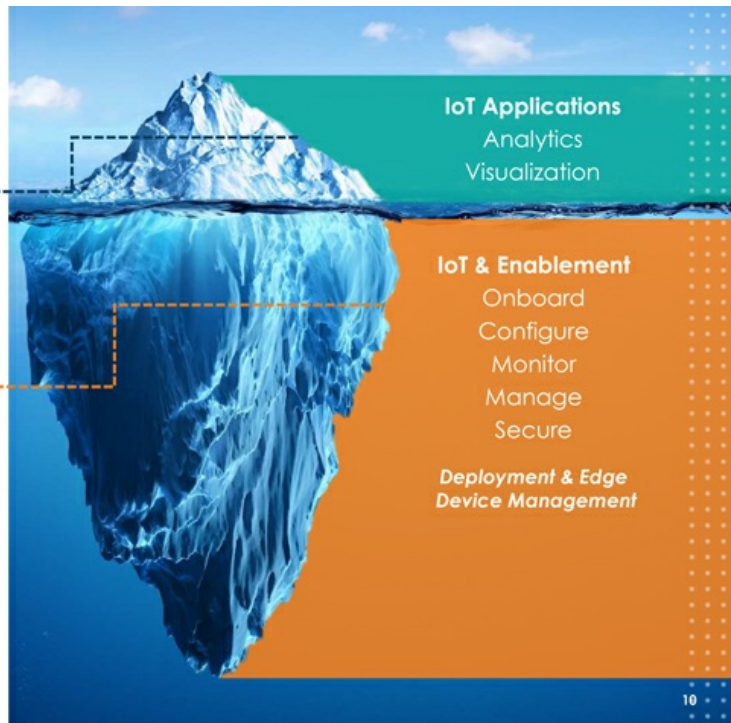 IoT Applications
Analytics
Visualization
IoT & Enablement
Onboard
Configure
Monitor
Manage
Secure
Deployment & Edge
Device Management
10